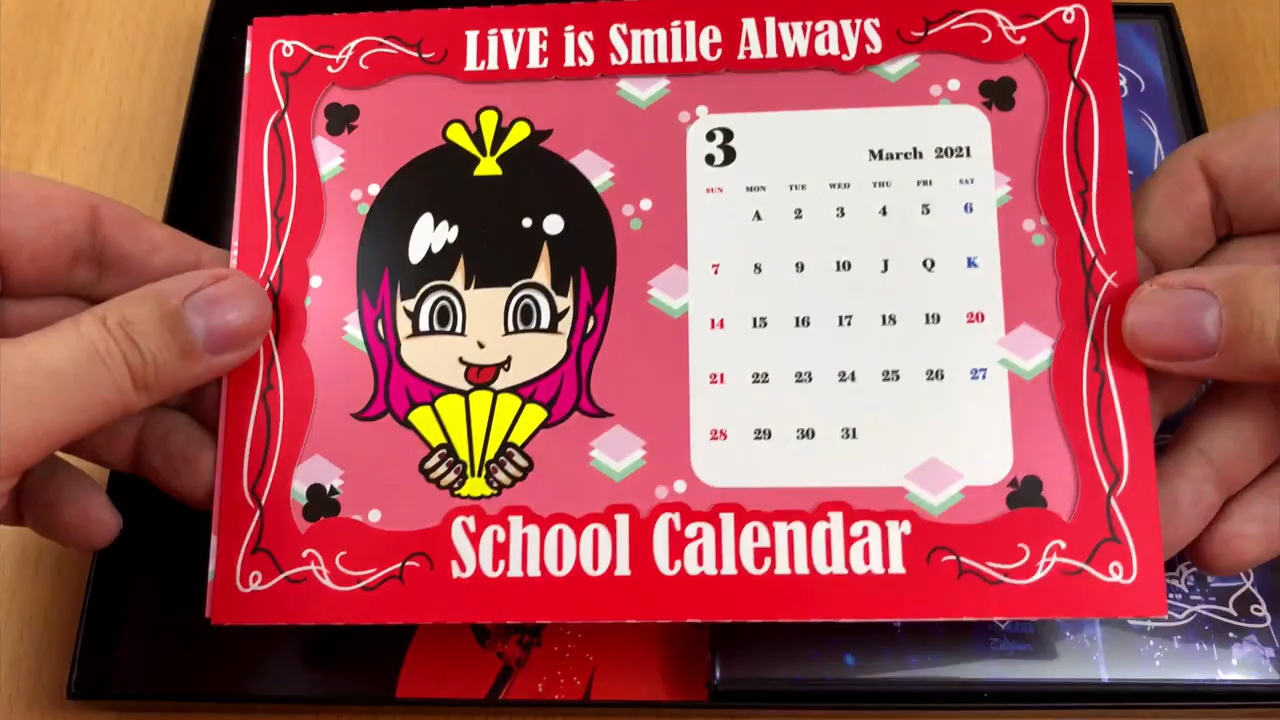 LiVE is Smile Always
3
March 2021
SUN MON TUE WED THU FRI SAT
A 2 3 4 5 6
7 8 9 10 J Q K
14 15 16 17 18 19 20
21 22 23 24 25 26 27
28 29 30 31
School Calendar